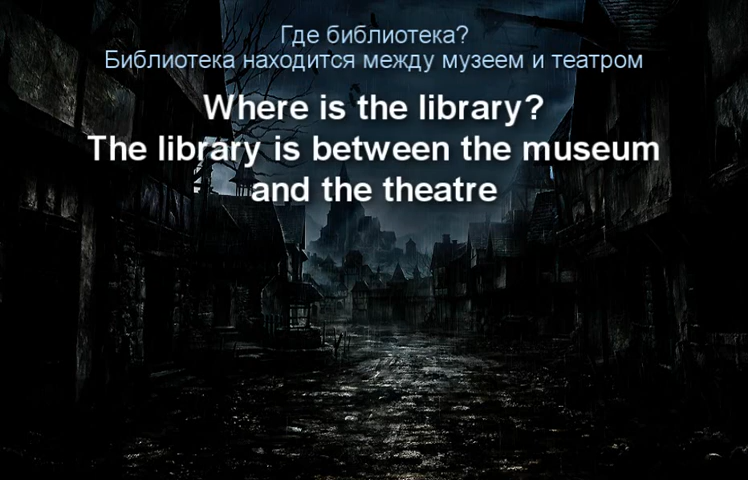 Где библиотека?
Библиотека находится между музеем и театром
Where is the library?
The library is between the museum
and the theatre